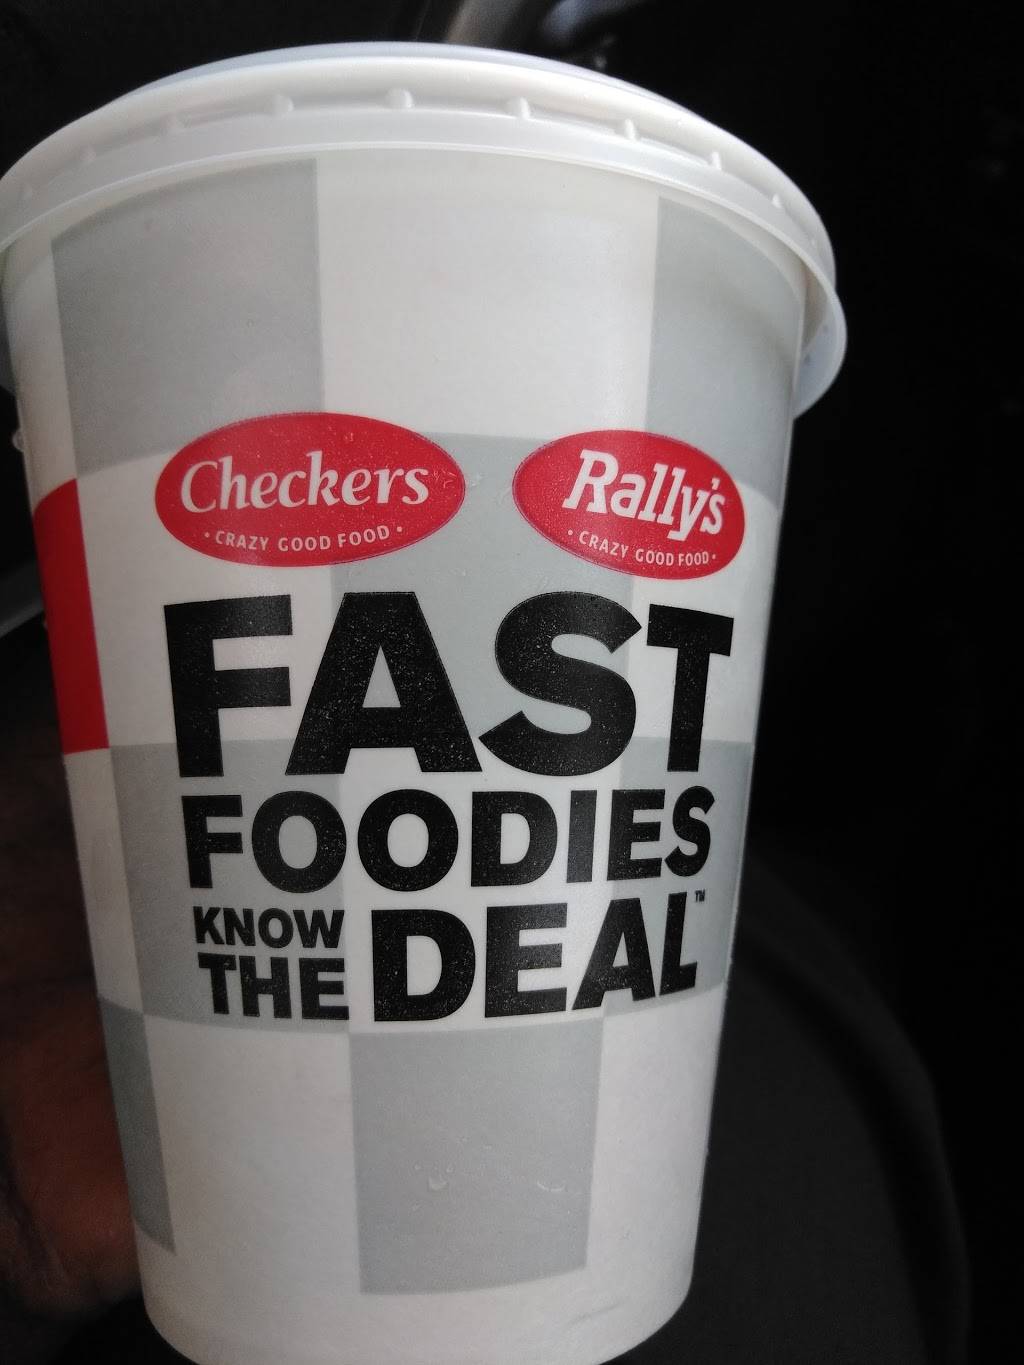 Checkers
• CRAZY GOOD FOOD •
Rally's
• CRAZY GOOD FOOD •
FAST
FOODIES
KNOW
THE DEAL™